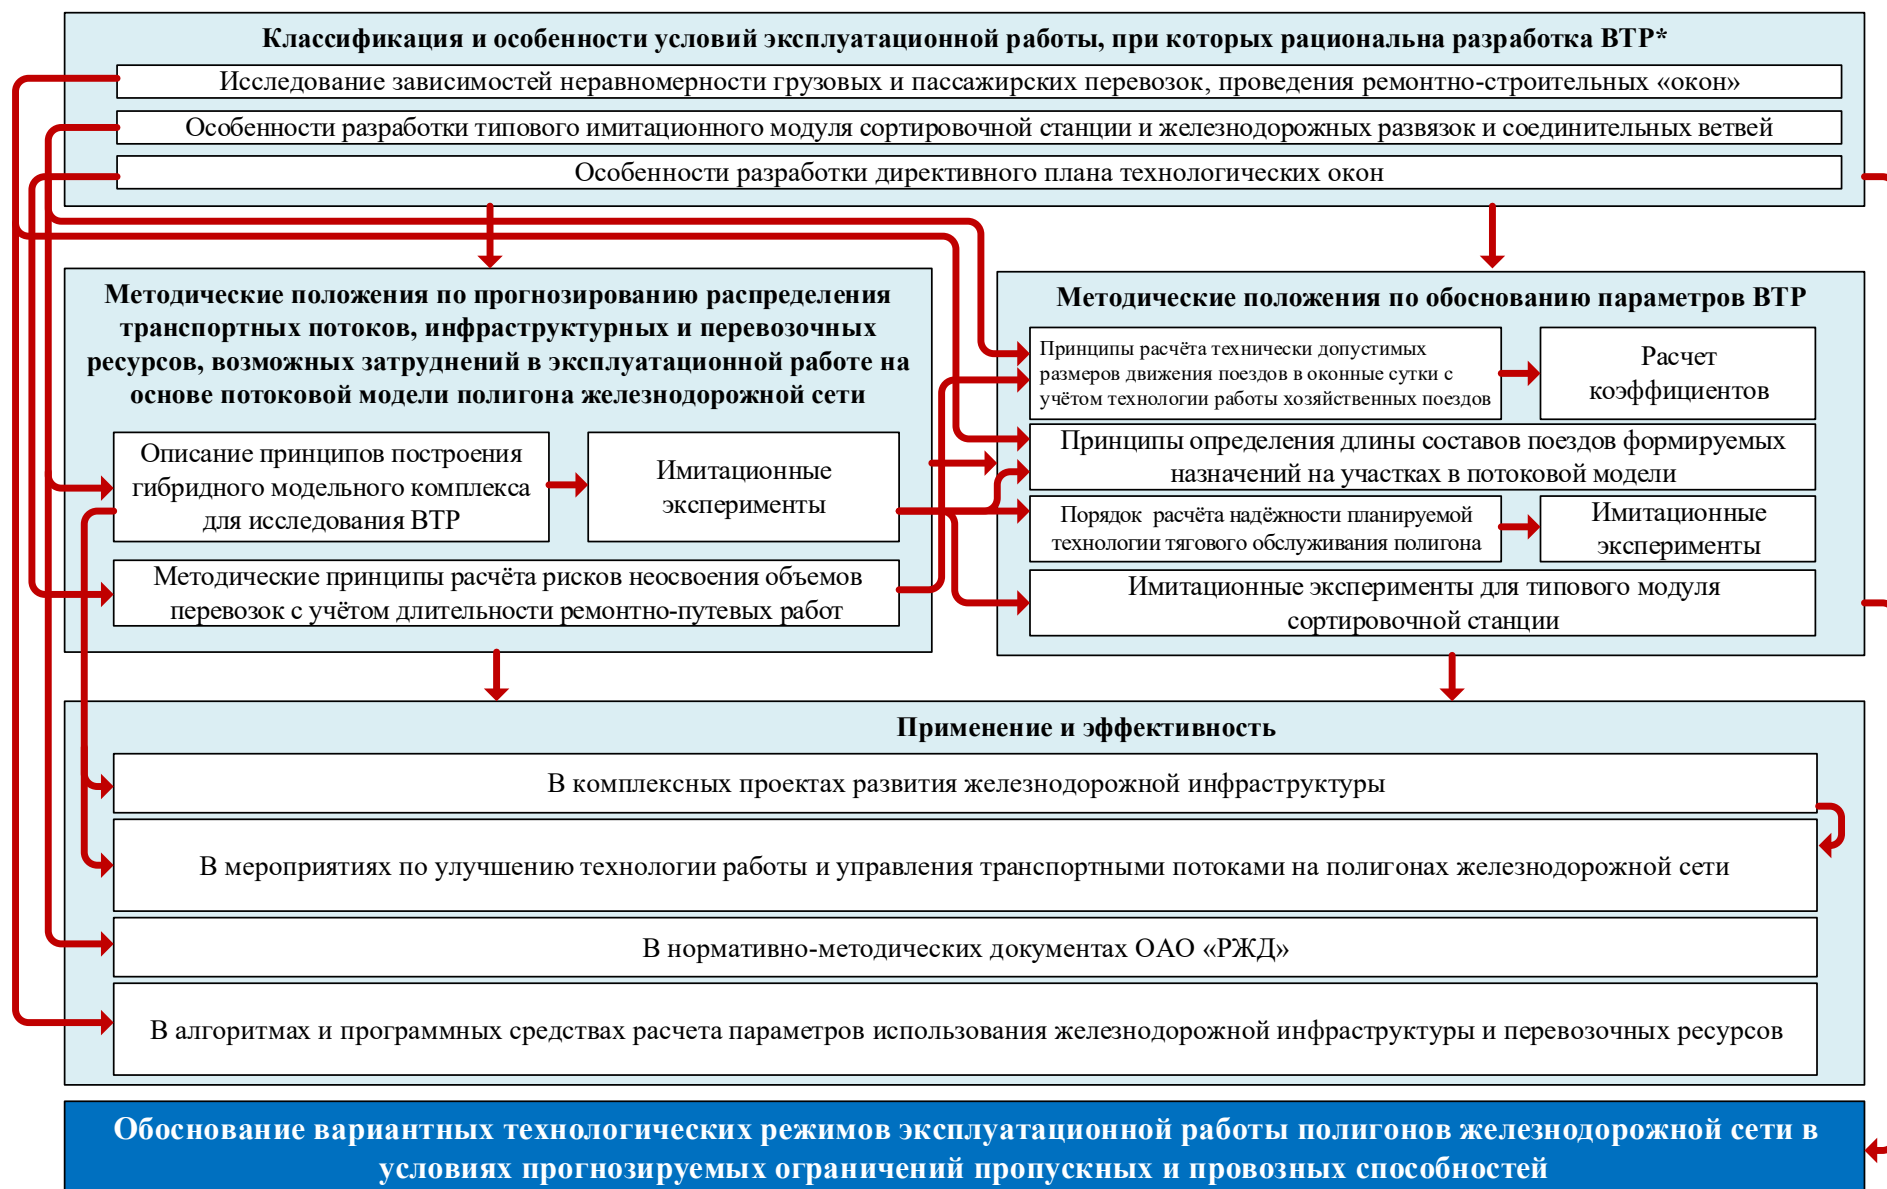 Классификация и особенности условий эксплуатационной работы, при которых рациональна разработка ВТР*
Исследование зависимостей неравномерности грузовых и пассажирских перевозок, проведения ремонтно-строительных «окон»
Особенности разработки типового имитационного модуля сортировочной станции и железнодорожных развязок и соединительных ветвей
Особенности разработки директивного плана технологических окон
Методические положения по прогнозированию распределения
транспортных потоков, инфраструктурных и перевозочных
ресурсов, возможных затруднений в эксплуатационной работе на
основе потоковой модели полигона железнодорожной сети
Описание принципов построения
гибридного модельного комплекса
для исследования ВТР
Имитационные
эксперименты
Методические принципы расчёта рисков неосвоения объемов
перевозок с учётом длительности ремонтно-путевых работ
Методические положения по обоснованию параметров ВТР
Принципы расчёта технически допустимых
размеров движения поездов в оконные сутки с
учётом технологии работы хозяйственных поездов
Расчет
коэффициентов
Принципы определения длины составов поездов формируемых
назначений на участках в потоковой модели
Порядок расчёта надёжности планируемой
технологии тягового обслуживания полигона
Имитационные
эксперименты
Имитационные эксперименты для типового модуля
сортировочной станции
Применение и эффективность
В комплексных проектах развития железнодорожной инфраструктуры
В мероприятиях по улучшению технологии работы и управления транспортными потоками на полигонах железнодорожной сети
В нормативно-методических документах ОАО «РЖД»
В алгоритмах и программных средствах расчета параметров использования железнодорожной инфраструктуры и перевозочных ресурсов
Обоснование вариантных технологических режимов эксплуатационной работы полигонов железнодорожной сети в
условиях прогнозируемых ограничений пропускных и провозных способностей